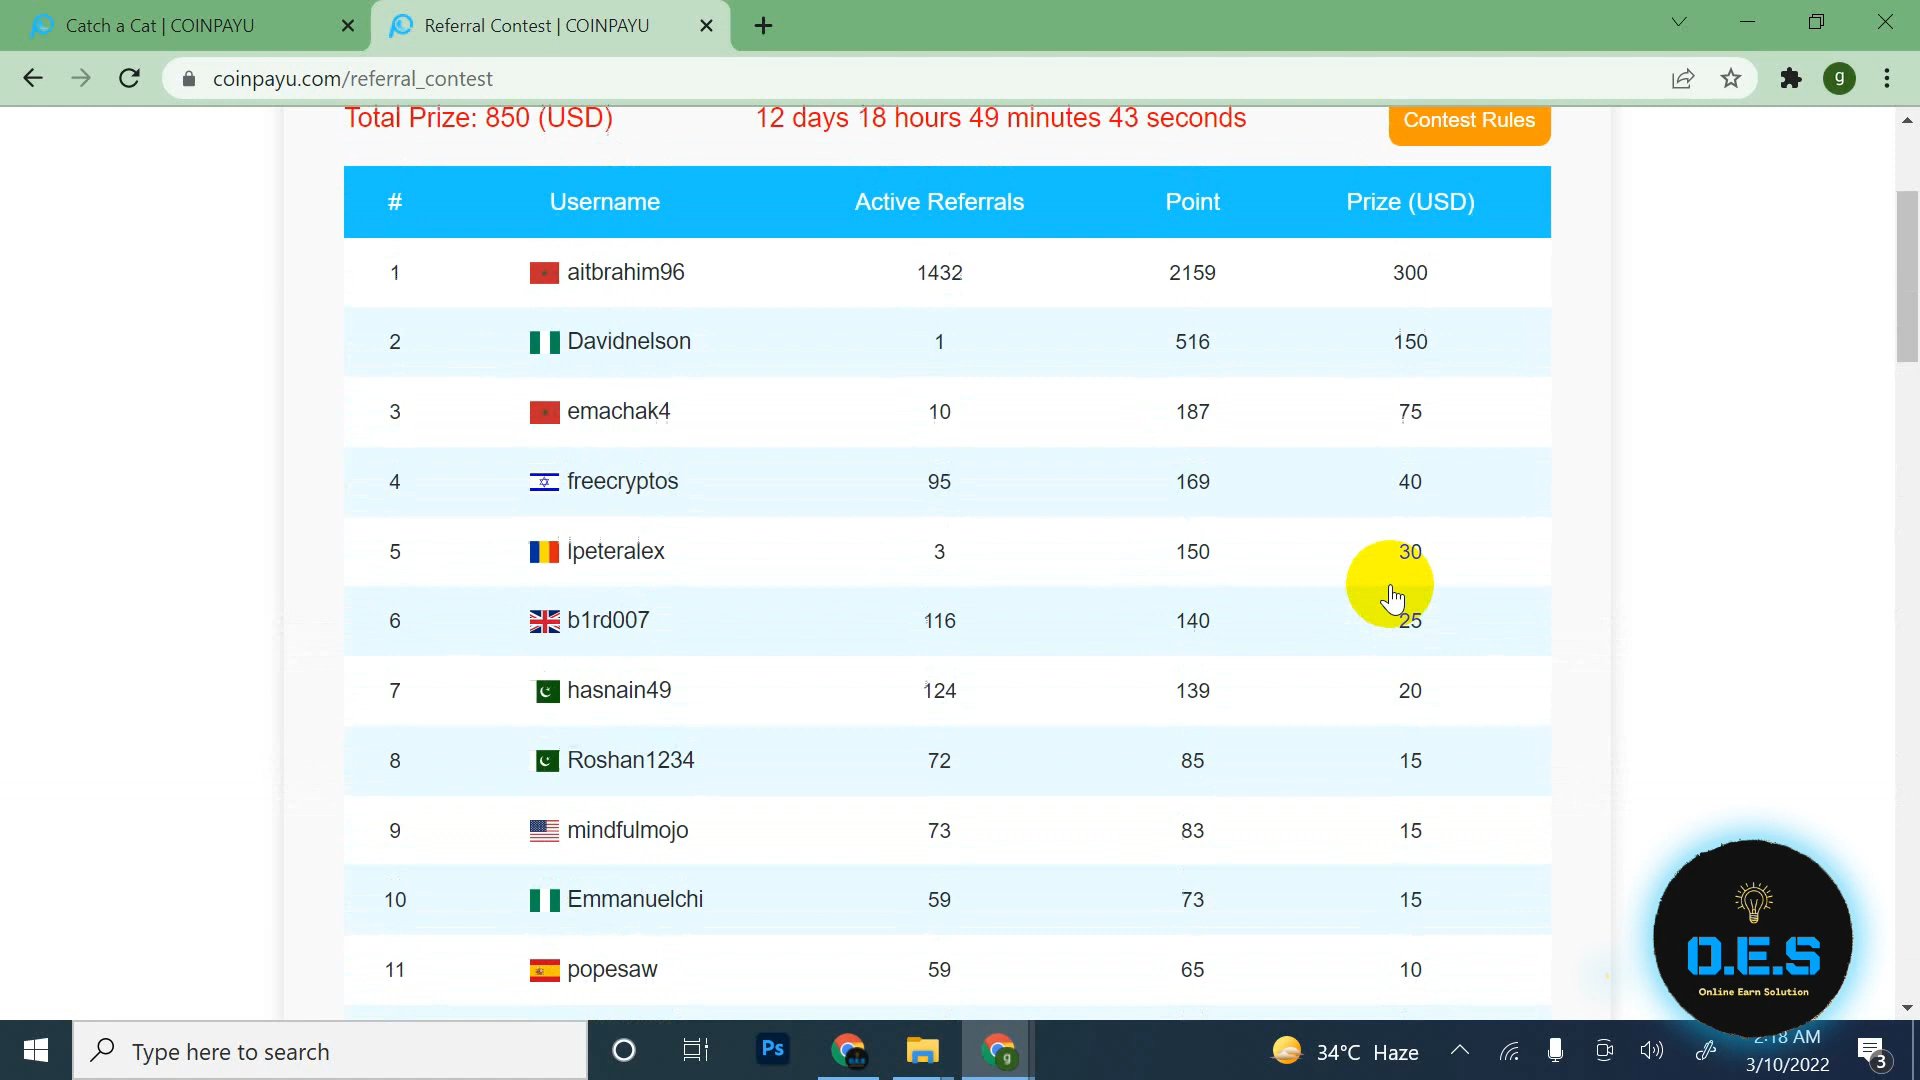 Catch a Cat | COINPAYU
Referral Contest | COINPAYU
coinpayu.com/referral_contest
g
Total Prize: 850 (USD) 12 days 18 hours 49 minutes 43 seconds Contest Rules
# Username Active Referrals Point Prize (USD)
1 aitbrahim96 1432 2159 300
2 Davidnelson 1 516 150
3 emachak4 10 187 75
4 freecryptos 95 169 40
5 lpeteralex 3 150 30
6 b1rd007 116 140 25
7 hasnain49 124 139 20
8 Roshan1234 72 85 15
9 mindfulmojo 73 83 15
10 Emmanuelchi 59 73 15
11 popesaw 59 65 10
O.E.S
Online Earn Solution
Type here to search
Ps
g
34°C Haze
2:18 AM
3/10/2022
3